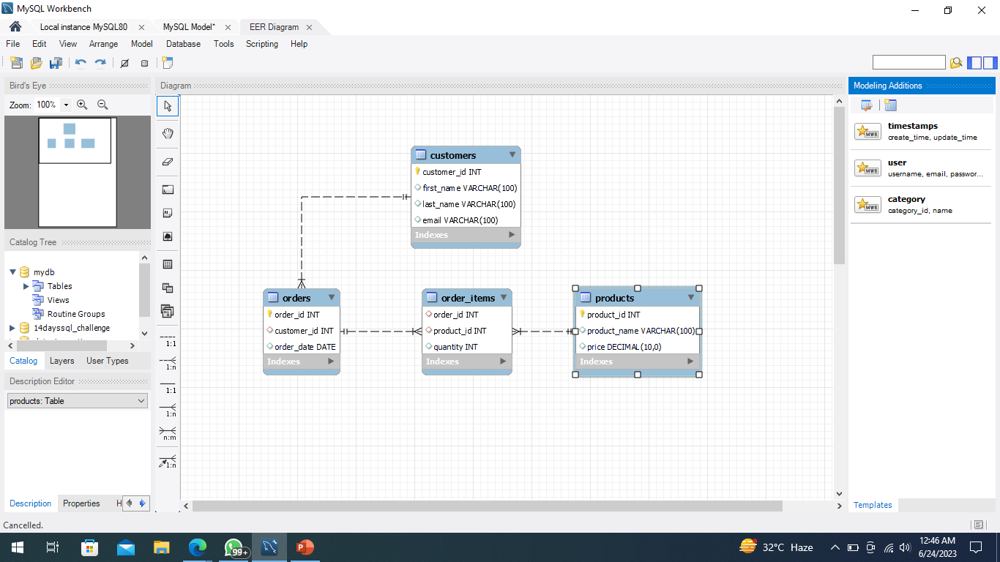 MySQL Workbench
Local instance MySQL80
MySQL Model*
EER Diagram
File Edit View Arrange Model Database Tools Scripting Help
Bird's Eye
Zoom: 100%
Catalog Tree
mydb
Tables
Views
Routine Groups
14dayssql_challenge
Catalog Layers User Types
Description Editor
products: Table
Description Properties H
Cancelled.
Diagram
1:1
1:n
1:1
1:n
n:m
1:n
customers
customer_id INT
first_name VARCHAR(100)
last_name VARCHAR(100)
email VARCHAR(100)
Indexes
orders
order_id INT
customer_id INT
order_date DATE
Indexes
order_items
order_id INT
product_id INT
quantity INT
Indexes
products
product_id INT
product_name VARCHAR(100)
price DECIMAL(10,0)
Indexes
Modeling Additions
MWB
timestamps
create_time, update_time
MWB
user
username, email, passwor...
MWB
category
category_id, name
Templates
99+
P
32°C Haze
12:46 AM
6/24/2023